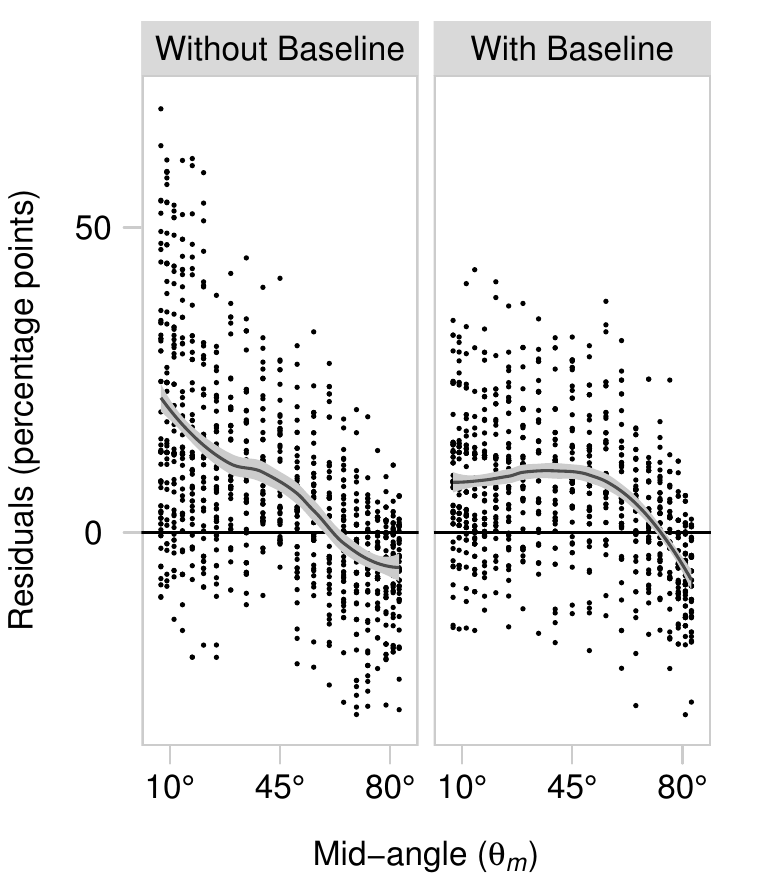 Without Baseline
With Baseline
Residuals (percentage points)
50
0
10° 45° 80°
10° 45° 80°
Mid−angle (θm)